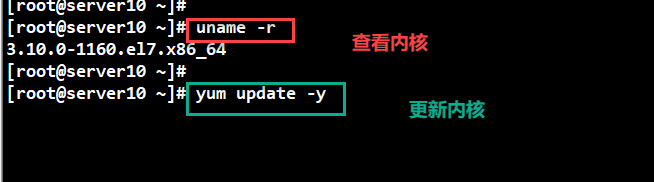 [root@server10 ~]#
[root@server10 ~]# uname -r 查看内核
3.10.0-1160.el7.x86_64
[root@server10 ~]#
[root@server10 ~]# yum update -y 更新内核